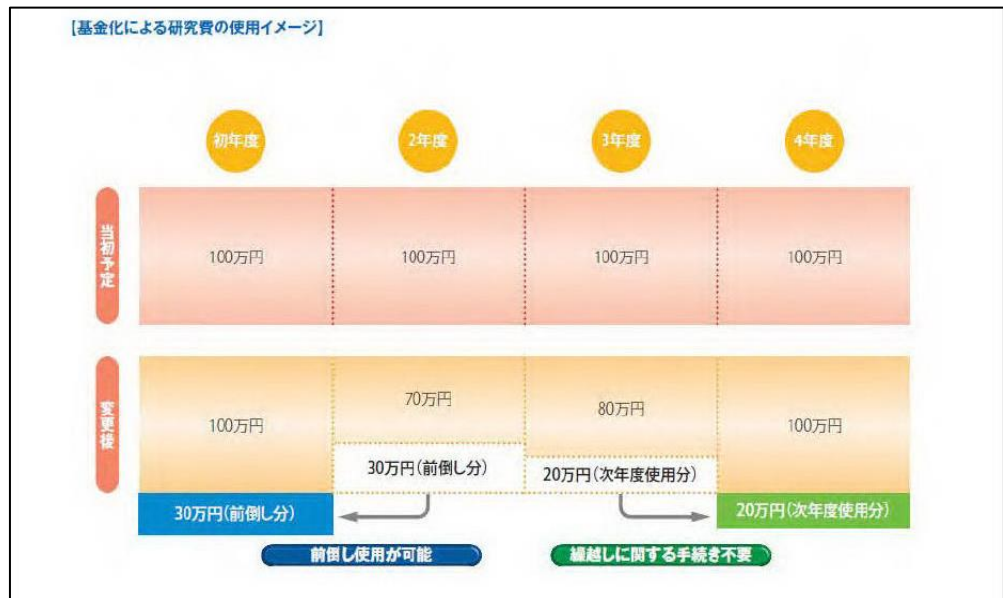 【基金化による研究費の使用イメージ】
初年度
2年度
3年度
4年度
当初予定
100万円
100万円
100万円
100万円
変更後
100万円
70万円
80万円
100万円
30万円(前倒し分)
20万円(次年度使用分)
30万円(前倒し分)
20万円(次年度使用分)
前倒し使用が可能
繰越しに関する手続き不要